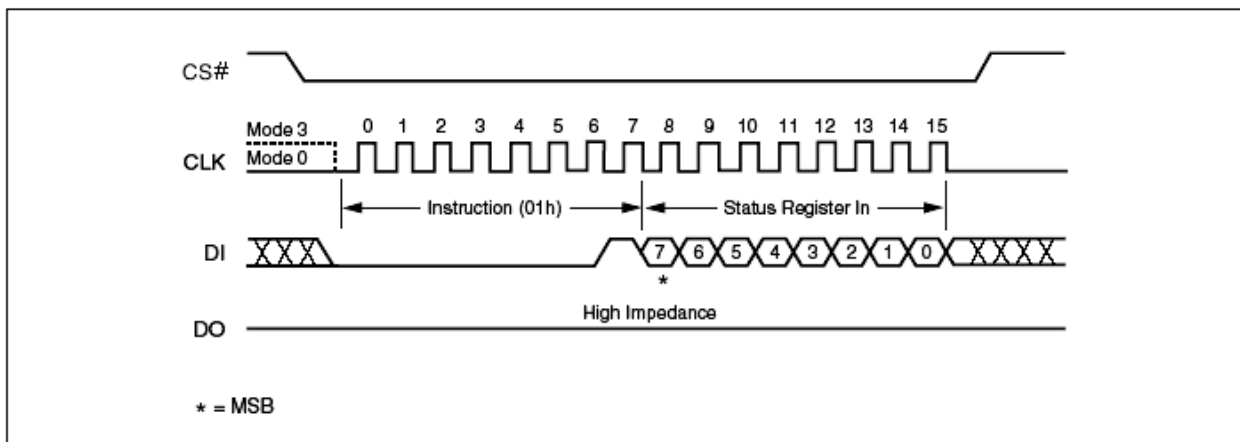 CS#
Mode 3 0 1 2 3 4 5 6 7 8 9 10 11 12 13 14 15
CLK Mode 0
Instruction (01h) Status Register In
DI 7 6 5 4 3 2 1 0
*
High Impedance
DO
* = MSB